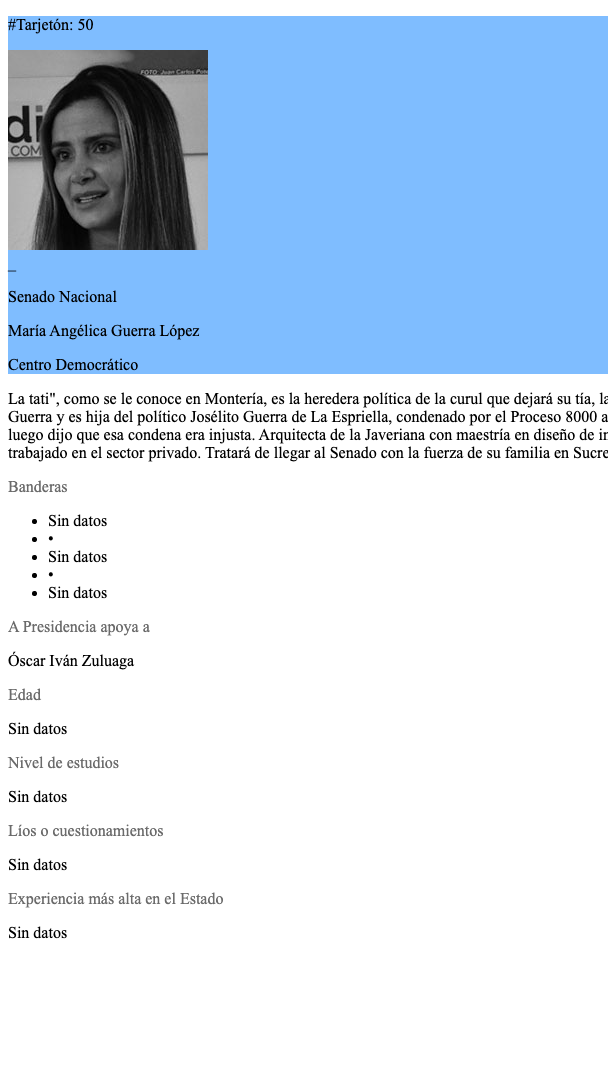 #Tarjetón: 50
FOTO: Juan Carlos
di
COM
_
Senado Nacional
María Angélica Guerra López
Centro Democrático
La tati", como se le conoce en Montería, es la heredera política de la curul que dejará su tía, la
Guerra y es hija del político Josélito Guerra de La Espriella, condenado por el Proceso 8000 a
luego dijo que esa condena era injusta. Arquitecta de la Javeriana con maestría en diseño de in
trabajado en el sector privado. Tratará de llegar al Senado con la fuerza de su familia en Sucre
Banderas
• Sin datos
• •
• Sin datos
• •
• Sin datos
A Presidencia apoya a
Óscar Iván Zuluaga
Edad
Sin datos
Nivel de estudios
Sin datos
Líos o cuestionamientos
Sin datos
Experiencia más alta en el Estado
Sin datos